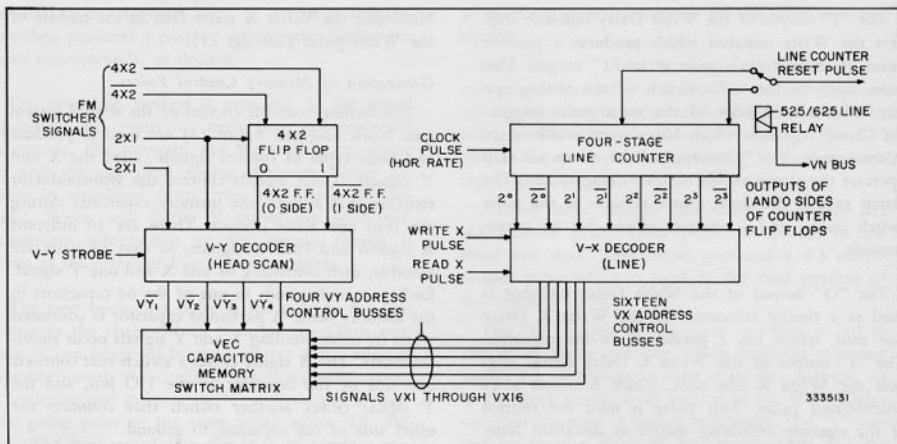 4X2
4X2
FM
SWITCHER
SIGNALS
2X1
4 X 2
FLIP FLOP
O I
4X2 F.F.
(O SIDE)
4X2 F.F.
(I SIDE)
V-Y STROBE
V-Y DECODER
(HEAD SCAN)
VY1 VY2 VY3 VY4
FOUR VY ADDRESS
CONTROL BUSSES
VEC
CAPACITOR
MEMORY
SWITCH MATRIX
SIGNALS VX1 THROUGH VX16
CLOCK
PULSE
(HOR. RATE)
FOUR-STAGE
LINE COUNTER
LINE COUNTER
RESET PULSE
525/625 LINE
RELAY
MAIN BUS
2⁰ 2⁰ 2¹ 2¹ 2² 2² 2³ 2³
OUTPUTS OF
I AND O SIDES
OF COUNTER
FLIP FLOPS
WRITE X
PULSE
READ X
PULSE
V-X DECODER
(LINE)
SIXTEEN
VX ADDRESS
CONTROL
BUSSES
3335131